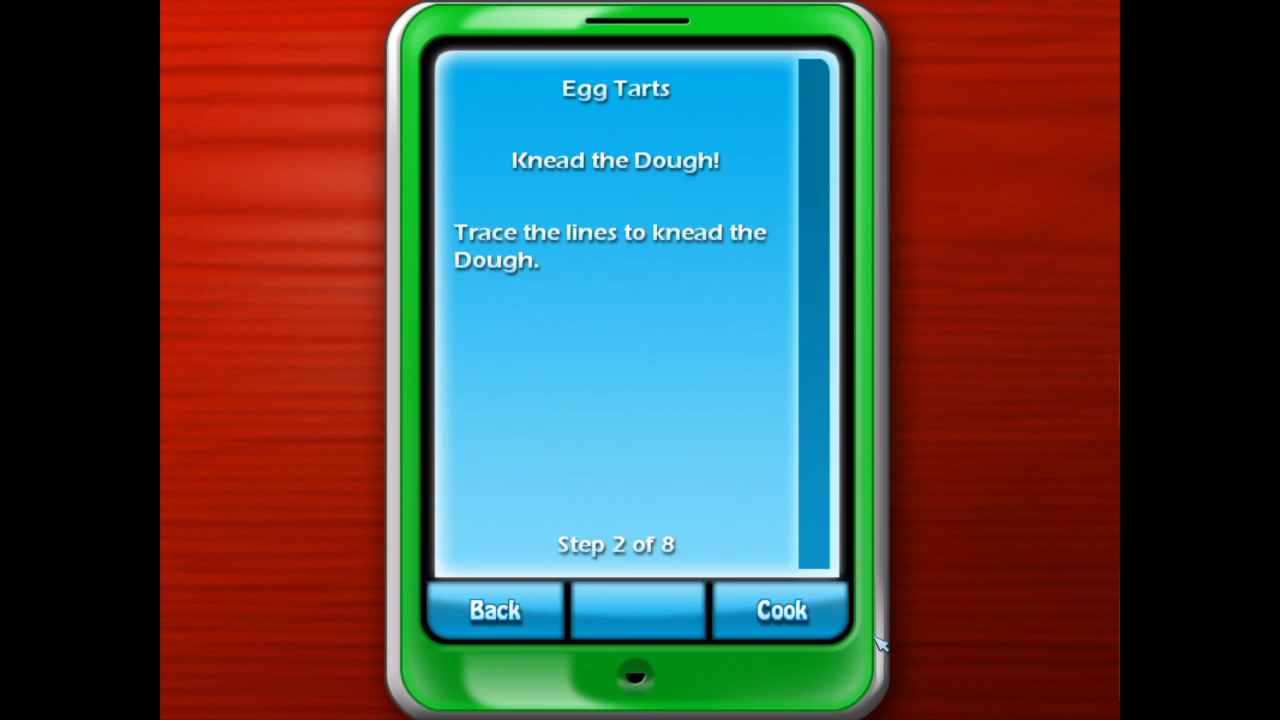 Egg Tarts
Knead the Dough!
Trace the lines to knead the
Dough.
Step 2 of 8
Back
Cook